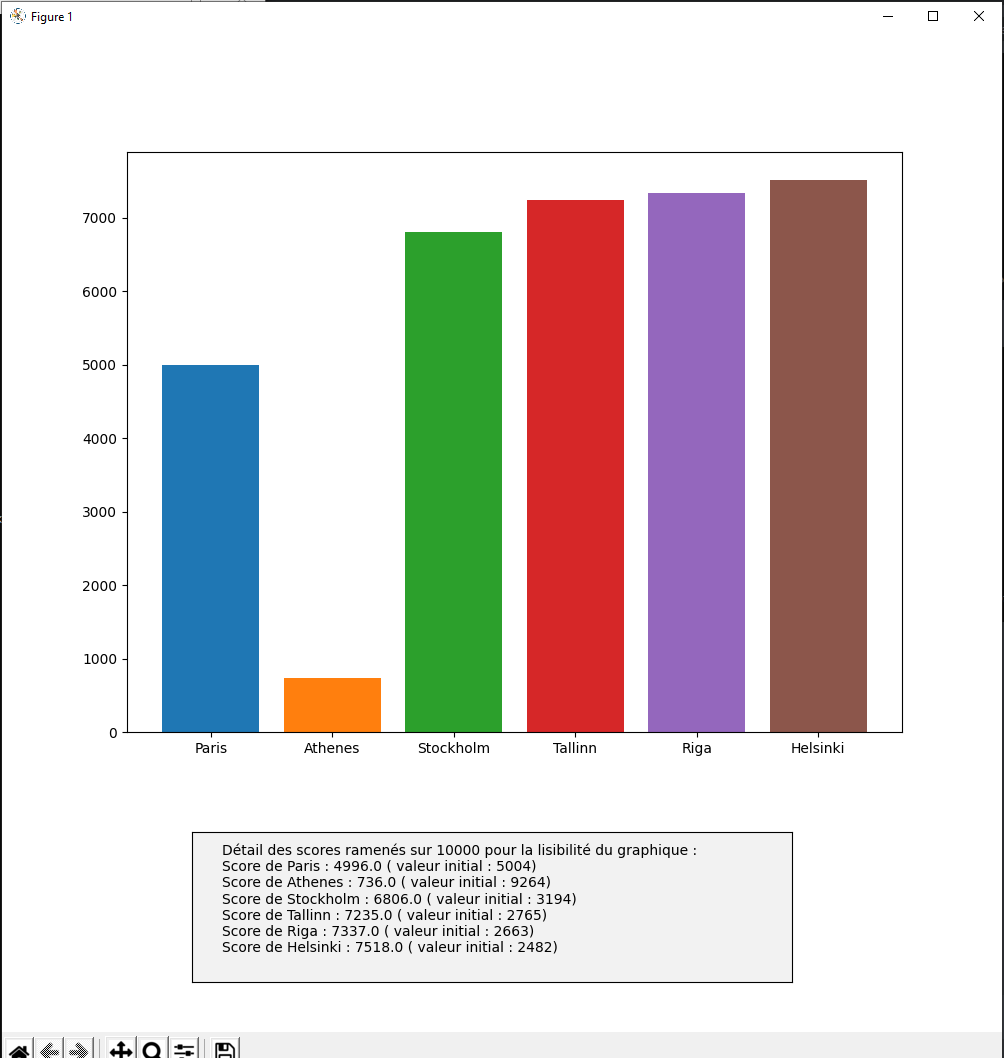 Figure 1
7000
6000
5000
4000
3000
2000
1000
0
Paris Athenes Stockholm Tallinn Riga Helsinki
Détail des scores ramenés sur 10000 pour la lisibilité du graphique :
Score de Paris : 4996.0 ( valeur initial : 5004)
Score de Athenes : 736.0 ( valeur initial : 9264)
Score de Stockholm : 6806.0 ( valeur initial : 3194)
Score de Tallinn : 7235.0 ( valeur initial : 2765)
Score de Riga : 7337.0 ( valeur initial : 2663)
Score de Helsinki : 7518.0 ( valeur initial : 2482)